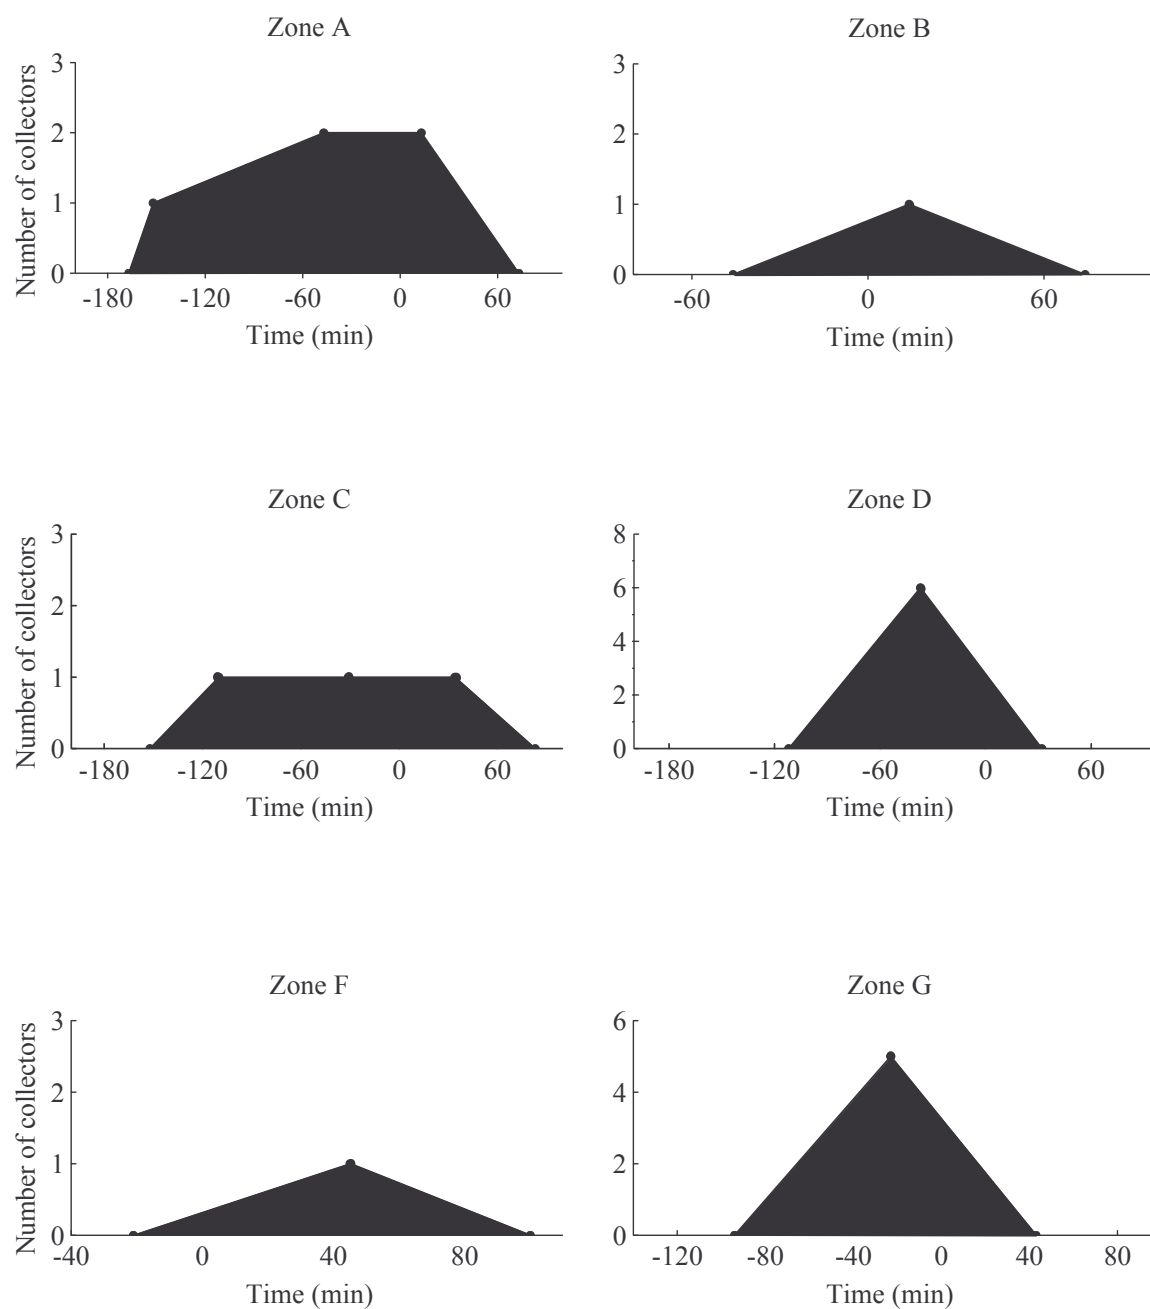 Zone A
Zone B
Number of collectors
3
2
1
0
-180 -120 -60 0 60
Time (min)
3
2
1
0
-60 0 60
Time (min)
Zone C
Zone D
Number of collectors
3
2
1
0
-180 -120 -60 0 60
Time (min)
8
6
4
2
0
-180 -120 -60 0 60
Time (min)
Zone F
Zone G
Number of collectors
3
2
1
0
-40 0 40 80
Time (min)
6
4
2
0
-120 -80 -40 0 40 80
Time (min)